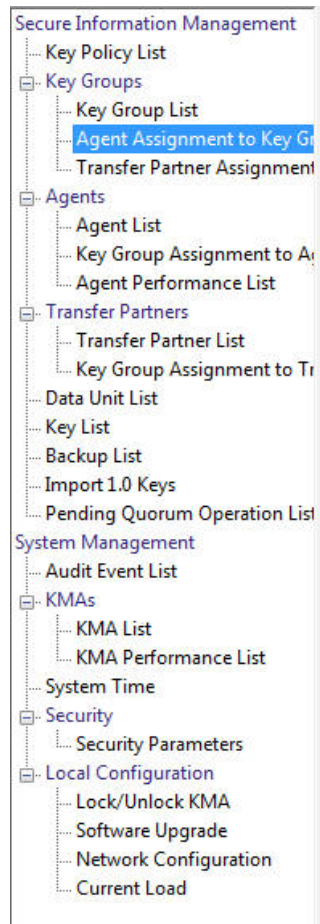 Secure Information Management
Key Policy List
Key Groups
Key Group List
Agent Assignment to Key Gr
Transfer Partner Assignment
Agents
Agent List
Key Group Assignment to A
Agent Performance List
Transfer Partners
Transfer Partner List
Key Group Assignment to Tr
Data Unit List
Key List
Backup List
Import 1.0 Keys
Pending Quorum Operation List
System Management
Audit Event List
KMAs
KMA List
KMA Performance List
System Time
Security
Security Parameters
Local Configuration
Lock/Unlock KMA
Software Upgrade
Network Configuration
Current Load